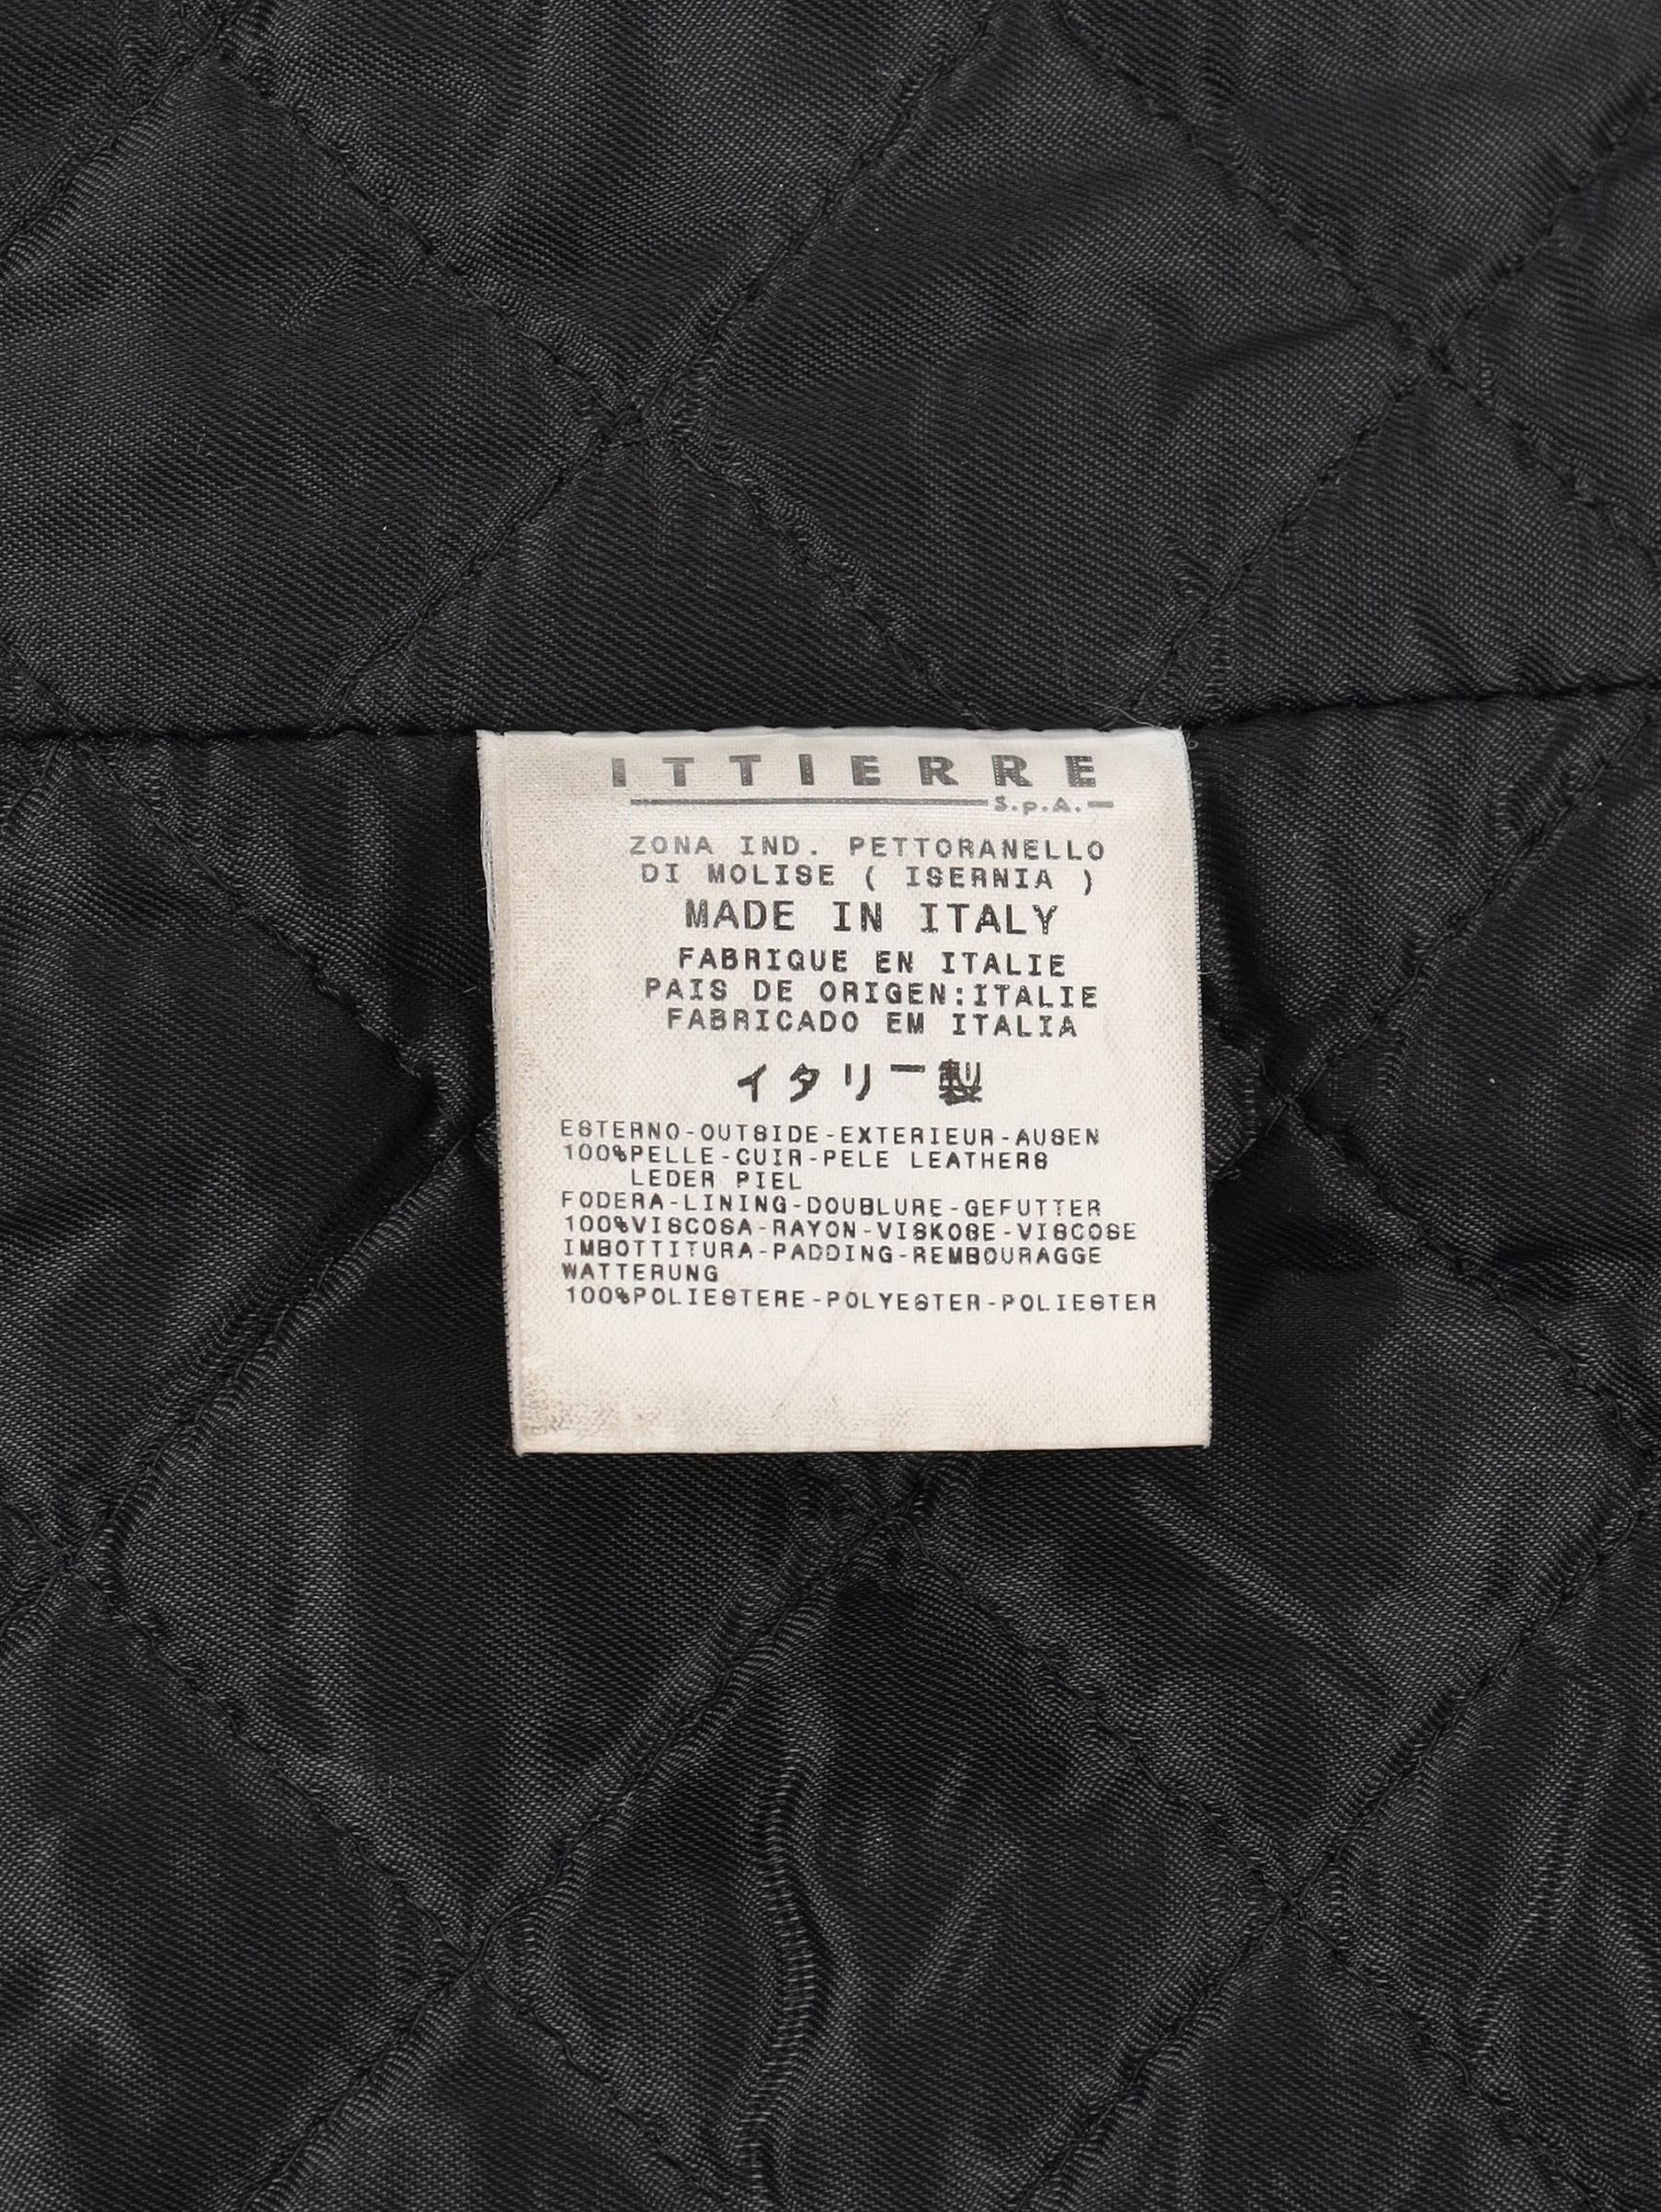 ITTIERRE
S.p.A.
ZONA IND. PETTORANELLO
DI MOLISE ( ISERNIA )
MADE IN ITALY
FABRIQUE EN ITALIE
PAIS DE ORIGEN:ITALIE
FABRICADO EM ITALIA
イタリー製
ESTERNO-OUTSIDE-EXTERIEUR-AUSEN
100%PELLE-CUIR-PELE LEATHERS
LEDER PIEL
FODERA-LINING-DOUBLURE-GEFUTTER
100%VISCOSA-RAYON-VISKOSE-VISCOSE
IMBOTTITURA-PADDING-REMBOURAGGE
WATTERUNG
100%POLIESTERE-POLYESTER-POLIESTER